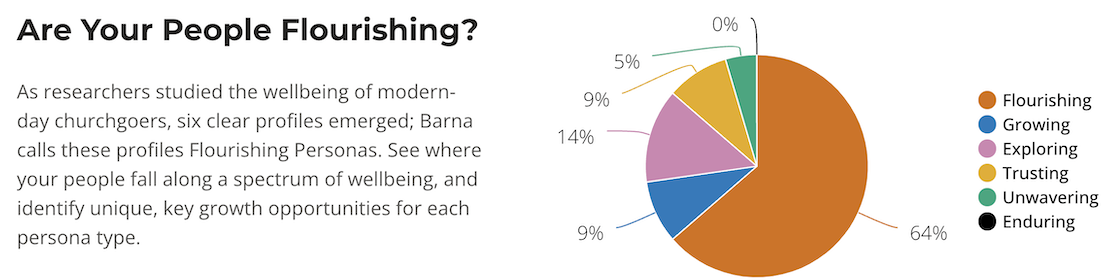 Are Your People Flourishing?
As researchers studied the wellbeing of modern-
day churchgoers, six clear profiles emerged; Barna
calls these profiles Flourishing Personas. See where
your people fall along a spectrum of wellbeing, and
identify unique, key growth opportunities for each
persona type.
0%
5%
9%
14%
9%
64%
Flourishing
Growing
Exploring
Trusting
Unwavering
Enduring